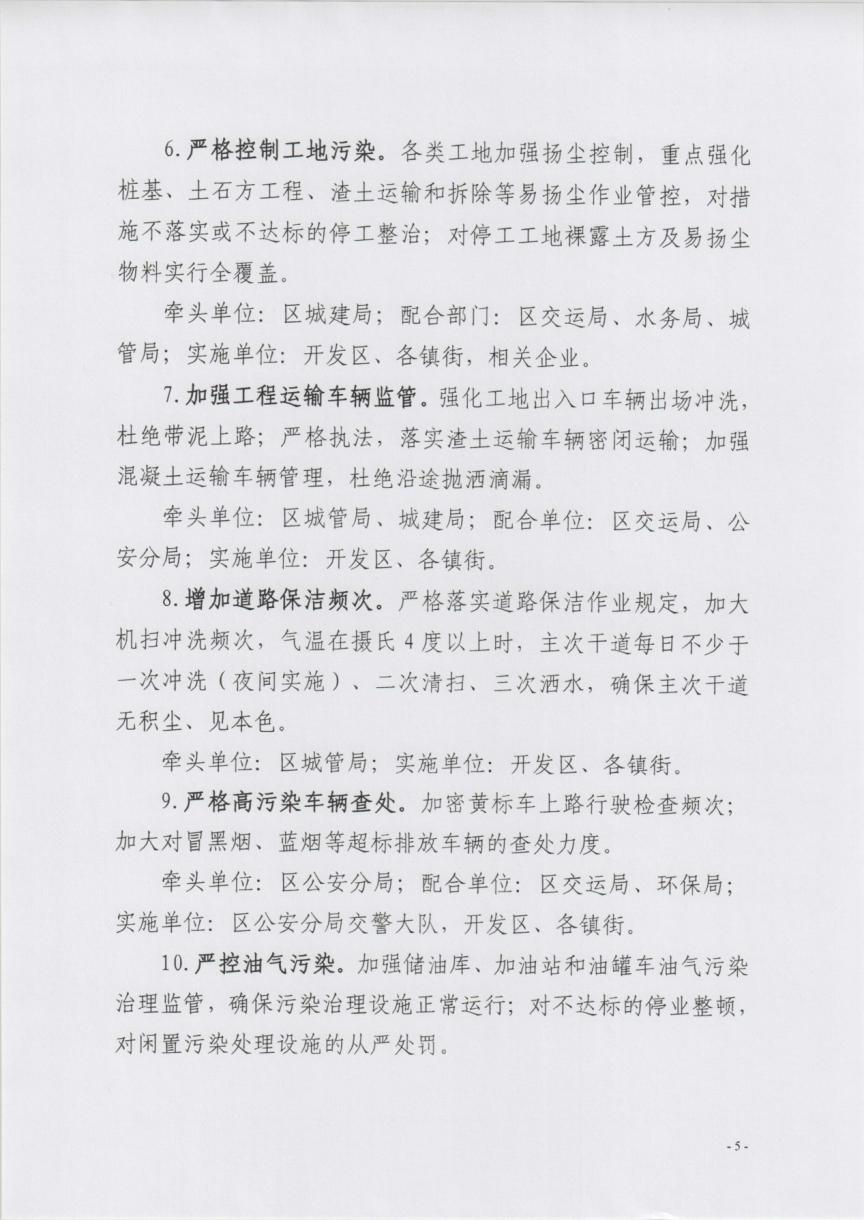 6.严格控制工地污染。各类工地加强扬尘控制，重点强化
桩基、土石方工程、渣土运输和拆除等易扬尘作业管控，对措
施不落实或不达标的停工整治；对停工工地裸露土方及易扬尘
物料实行全覆盖。
牵头单位：区城建局；配合部门：区交运局、水务局、城
管局；实施单位：开发区、各镇街，相关企业。
7.加强工程运输车辆监管。强化工地出入口车辆出场冲洗，
杜绝带泥上路；严格执法，落实渣土运输车辆密闭运输；加强
混凝土运输车辆管理，杜绝沿途抛洒滴漏。
牵头单位：区城管局、城建局；配合单位：区交运局、公
安分局；实施单位：开发区、各镇街。
8.增加道路保洁频次。严格落实道路保洁作业规定，加大
机扫冲洗频次，气温在摄氏 4 度以上时，主次干道每日不少于
一次冲洗（夜间实施）、二次清扫、三次洒水，确保主次干道
无积尘、见本色。
牵头单位：区城管局；实施单位：开发区、各镇街。
9.严格高污染车辆查处。加密黄标车上路行驶检查频次；
加大对冒黑烟、蓝烟等超标排放车辆的查处力度。
牵头单位：区公安分局；配合单位：区交运局、环保局；
实施单位：区公安分局交警大队，开发区、各镇街。
10.严控油气污染。加强储油库、加油站和油罐车油气污染
治理监管，确保污染治理设施正常运行；对不达标的停业整顿，
对闲置污染处理设施的从严处罚。
- 5 -